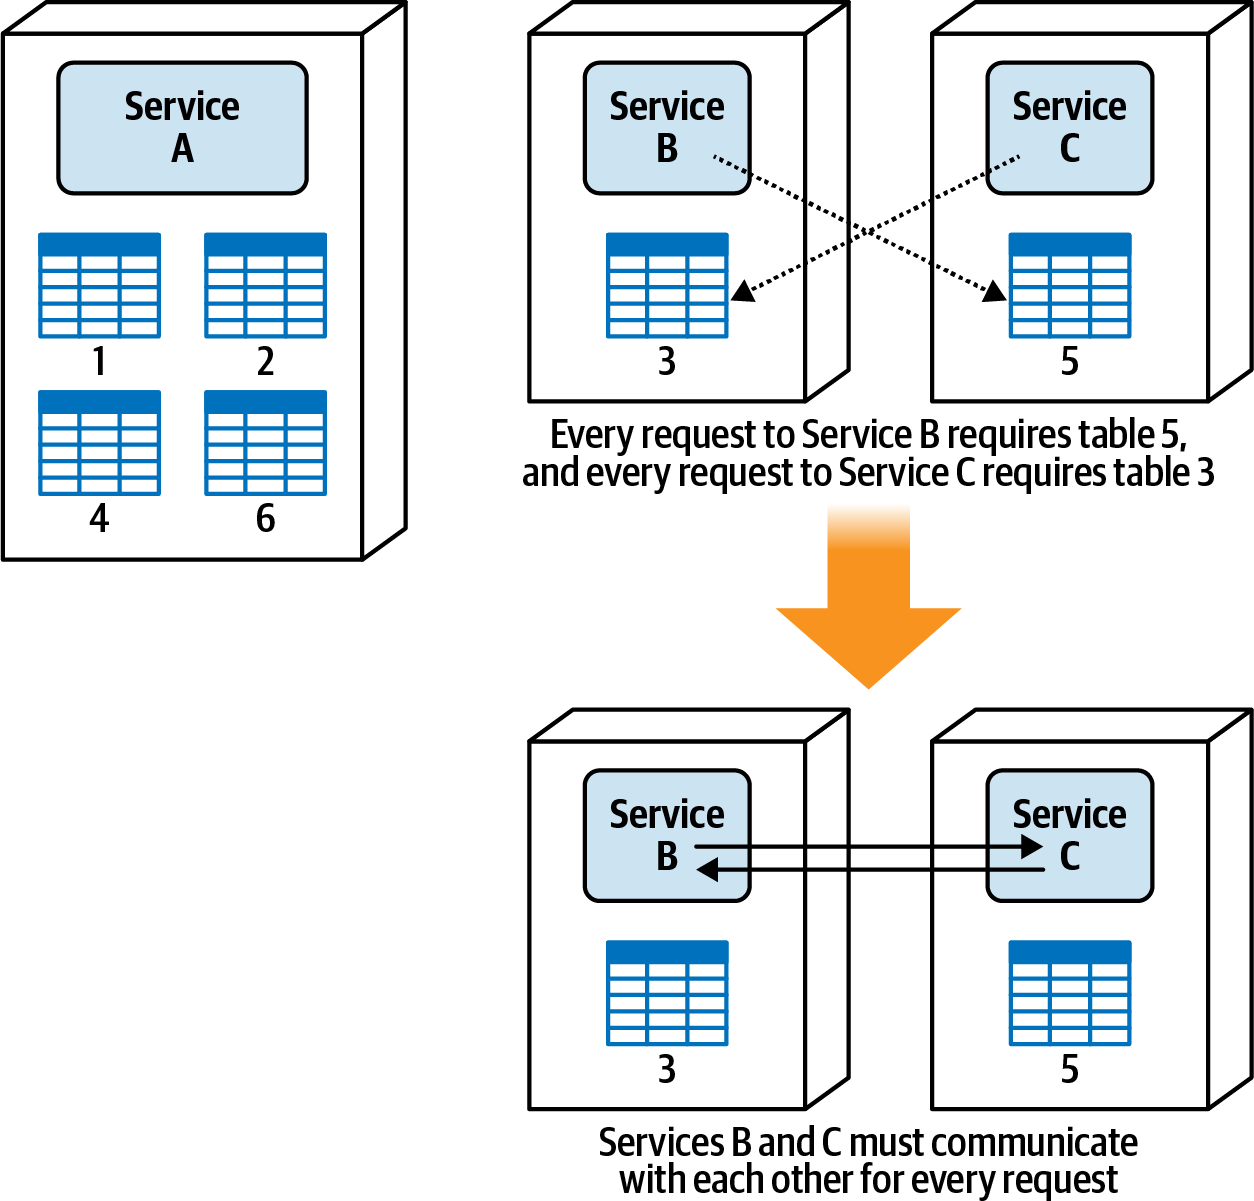 Service
A
1
2
4
6
Service
B
3
Service
C
5
Every request to Service B requires table 5,
and every request to Service C requires table 3
Service
B
3
Service
C
5
Services B and C must communicate
with each other for every request